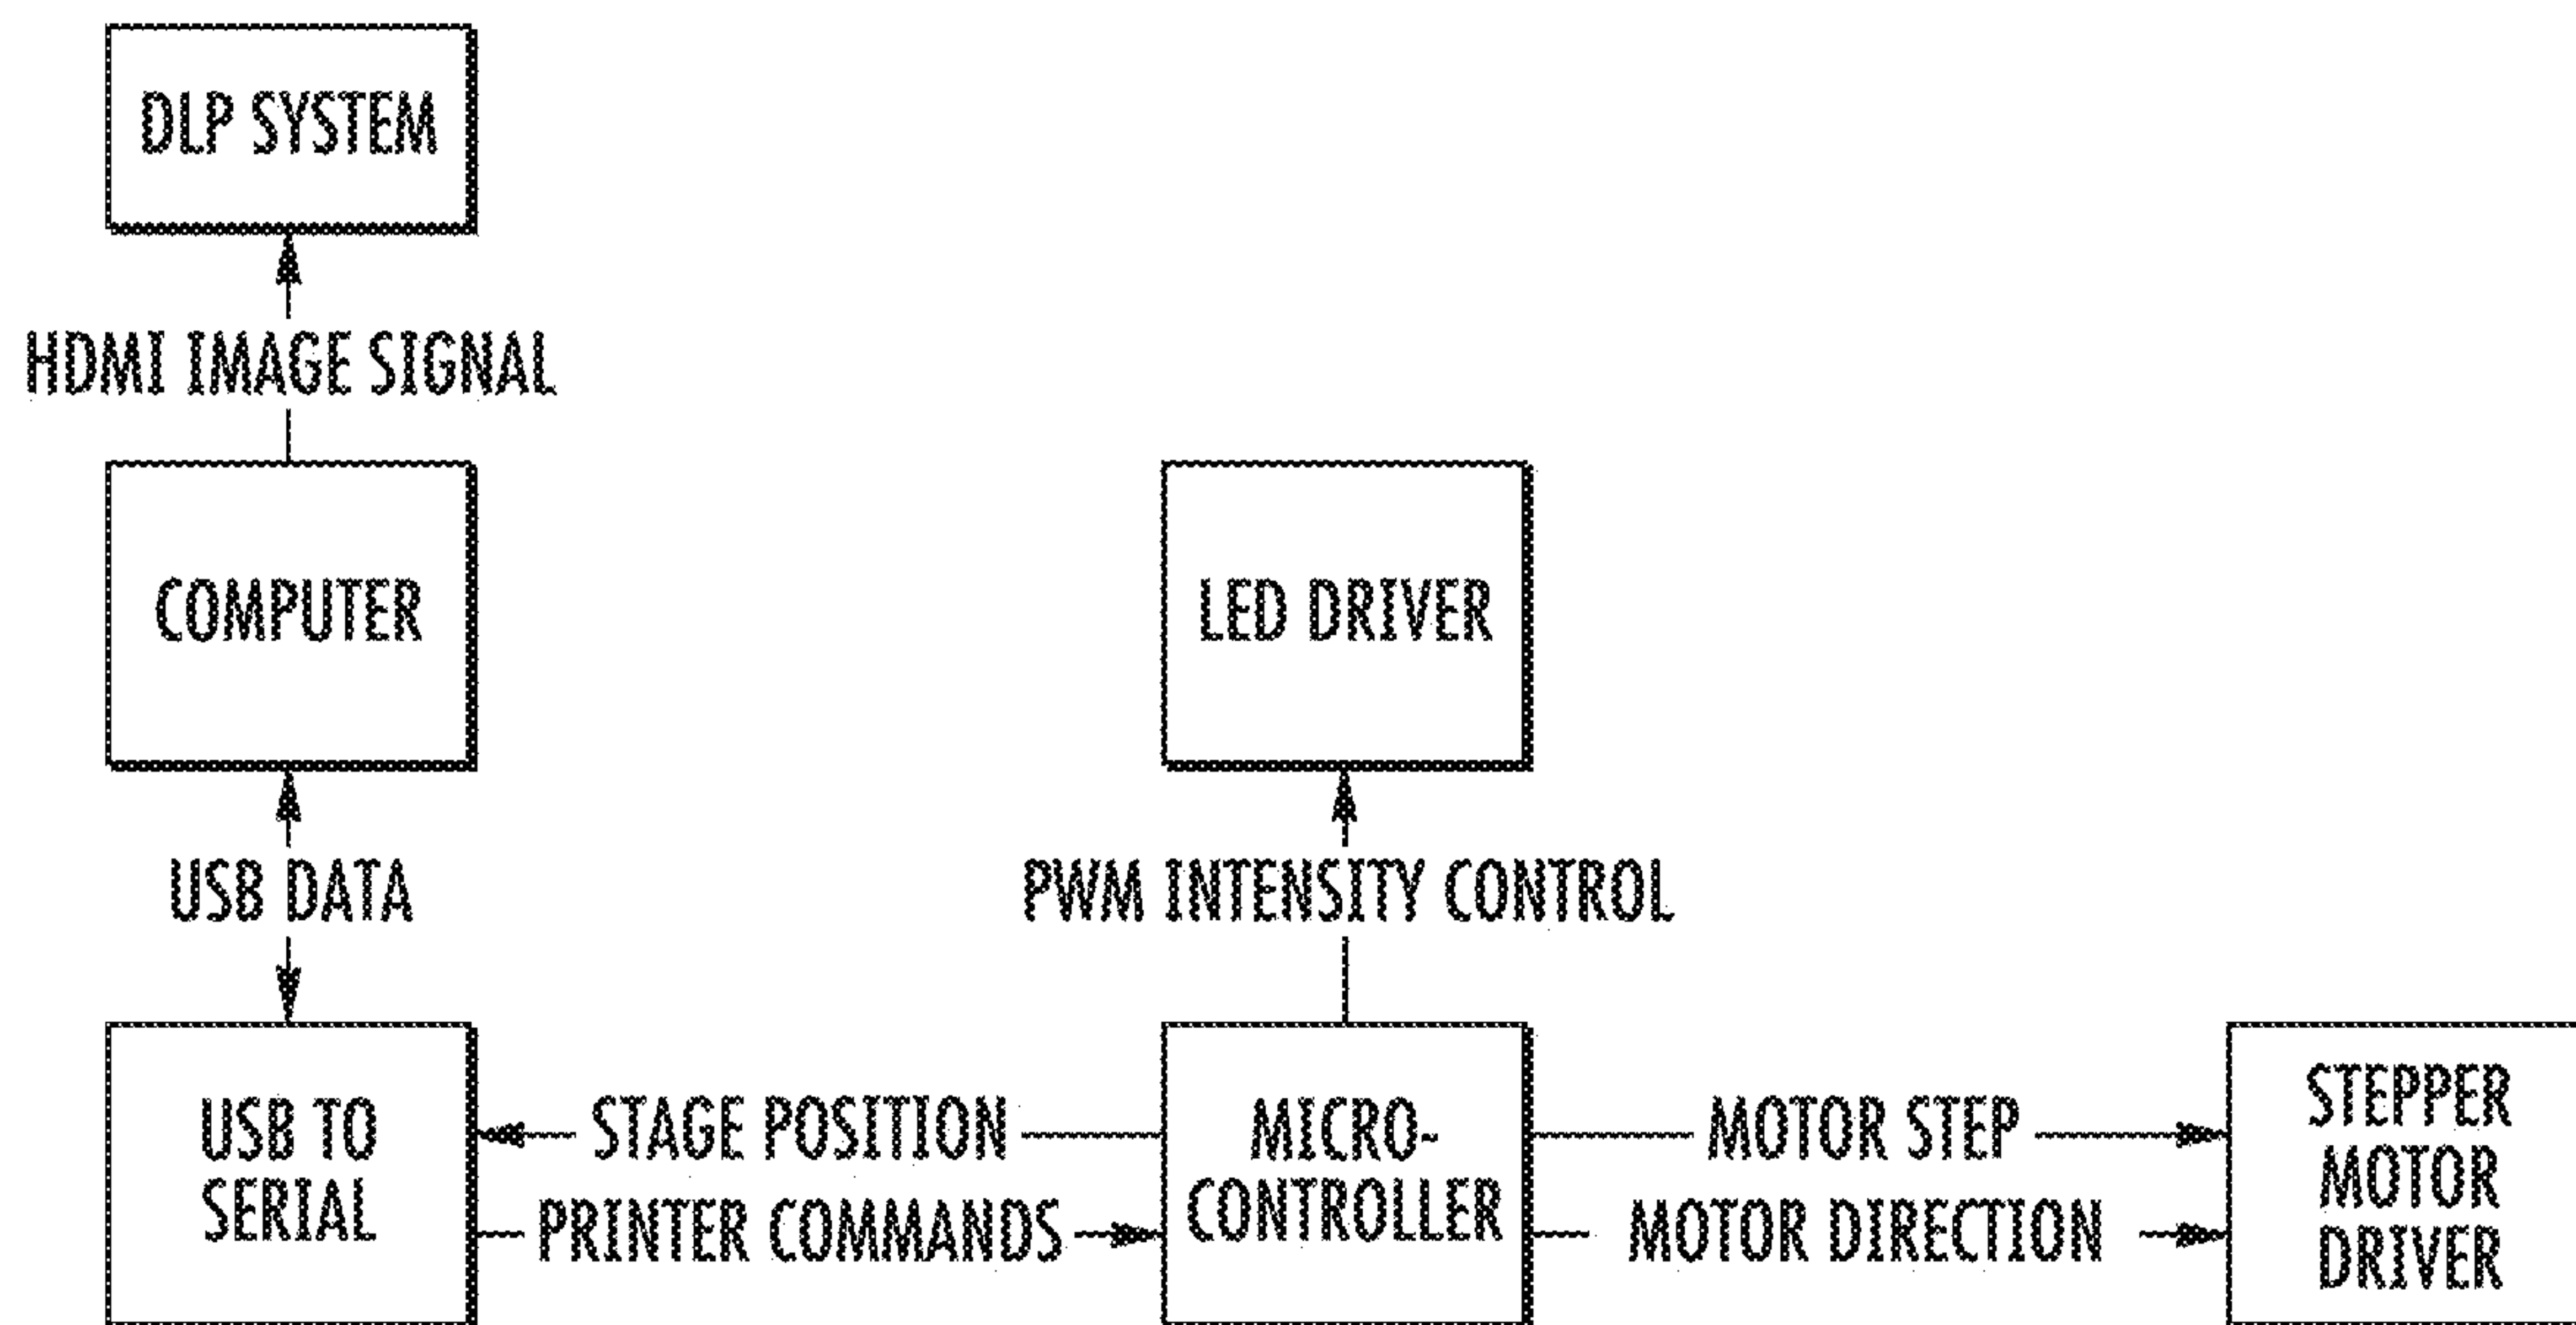 DLP SYSTEM
HDMI IMAGE SIGNAL
COMPUTER
LED DRIVER
USB DATA
PWM INTENSITY CONTROL
USB TO
SERIAL
STAGE POSITION
PRINTER COMMANDS
MICRO-
CONTROLLER
MOTOR STEP
MOTOR DIRECTION
STEPPER
MOTOR
DRIVER